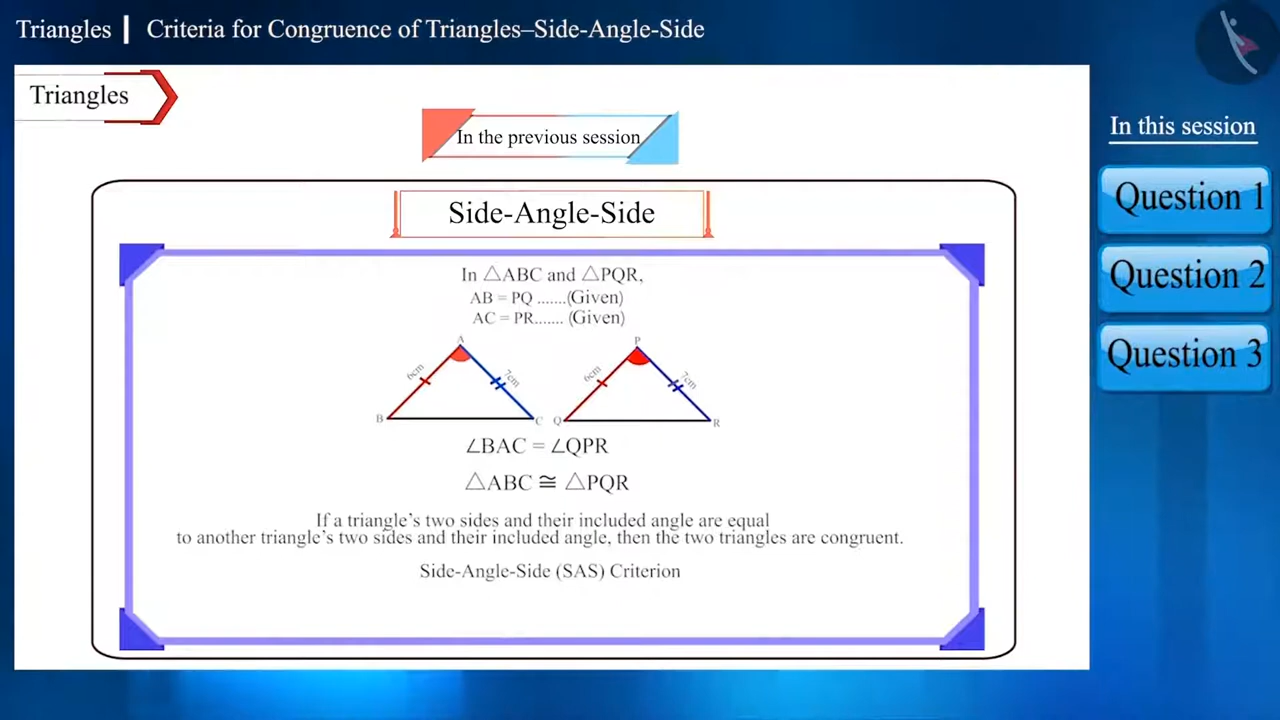 Triangles | Criteria for Congruence of Triangles–Side-Angle-Side
Triangles
In the previous session
In this session
Question 1
Question 2
Question 3
Side-Angle-Side
In △ABC and △PQR,
AB = PQ .......(Given)
AC = PR....... (Given)
A
P
6cm
7cm
6cm
7cm
B
C
Q
R
∠BAC = ∠QPR
△ABC ≅ △PQR
If a triangle’s two sides and their included angle are equal
to another triangle’s two sides and their included angle, then the two triangles are congruent.
Side-Angle-Side (SAS) Criterion